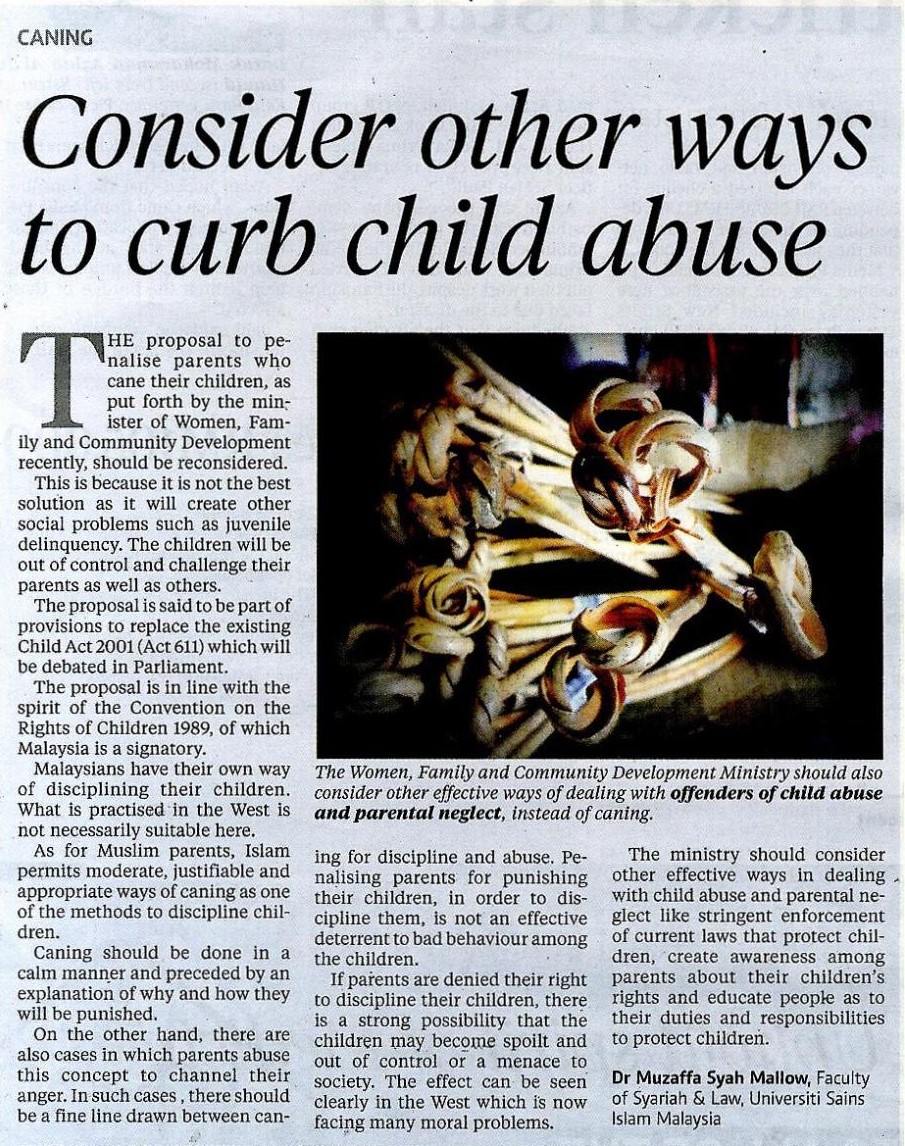 CANING
Consider other ways
to curb child abuse
THE proposal to pe-
nalise parents who
cane their children, as
put forth by the min-
ister of Women, Fam-
ily and Community Development
recently, should be reconsidered.
This is because it is not the best
solution as it will create other
social problems such as juvenile
delinquency. The children will be
out of control and challenge their
parents as well as others.
The proposal is said to be part of
provisions to replace the existing
Child Act 2001 (Act 611) which will
be debated in Parliament.
The proposal is in line with the
spirit of the Convention on the
Rights of Children 1989, of which
Malaysia is a signatory.
Malaysians have their own way
of disciplining their children.
What is practised in the West is
not necessarily suitable here.
As for Muslim parents, Islam
permits moderate, justifiable and
appropriate ways of caning as one
of the methods to discipline chil-
dren.
Caning should be done in a
calm manner and preceded by an
explanation of why and how they
will be punished.
On the other hand, there are
also cases in which parents abuse
this concept to channel their
anger. In such cases , there should
be a fine line drawn between can-
The Women, Family and Community Development Ministry should also
consider other effective ways of dealing with offenders of child abuse
and parental neglect, instead of caning.
ing for discipline and abuse. Pe-
nalising parents for punishing
their children, in order to dis-
cipline them, is not an effective
deterrent to bad behaviour among
the children.
If parents are denied their right
to discipline their children, there
is a strong possibility that the
children may become spoilt and
out of control or a menace to
society. The effect can be seen
clearly in the West which is now
facing many moral problems.
The ministry should consider
other effective ways in dealing
with child abuse and parental ne-
glect like stringent enforcement
of current laws that protect chil-
dren, create awareness among
parents about their children's
rights and educate people as to
their duties and responsibilities
to protect children.
Dr Muzaffa Syah Mallow, Faculty
of Syariah & Law, Universiti Sains
Islam Malaysia